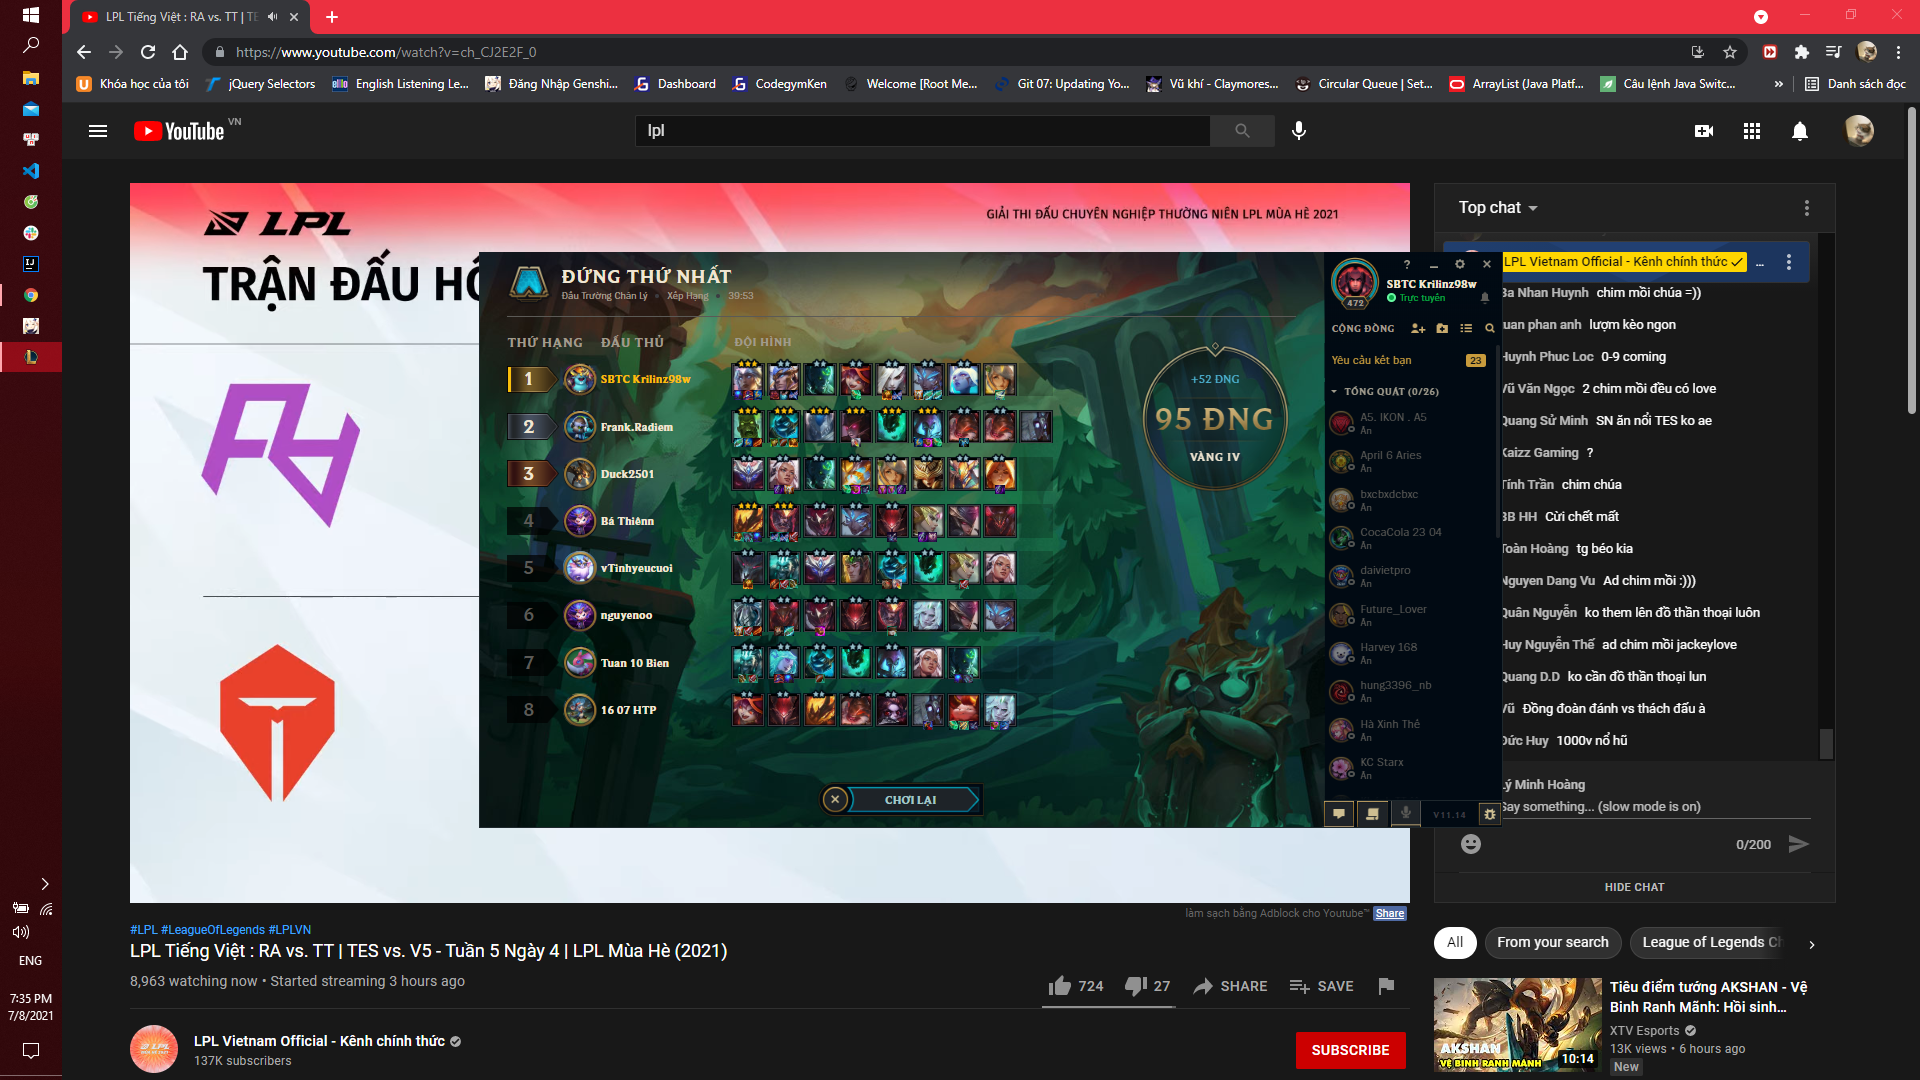 LPL Tiếng Việt : RA vs. TT | TE
https://www.youtube.com/watch?v=ch_CJ2E2F_0
Khóa học của tôi
jQuery Selectors
English Listening Le...
Đăng Nhập Genshi...
Dashboard
CodegymKen
Welcome [Root Me...
Git 07: Updating Yo...
Vũ khí - Claymores...
Circular Queue | Set...
ArrayList (Java Platf...
Câu lệnh Java Switc...
»
Danh sách đọc
YouTube VN
lpl
LPL
GIẢI THI ĐẤU CHUYÊN NGHIỆP THƯỜNG NIÊN LPL MÙA HÈ 2021
TRẬN ĐẤU HÔ
ĐỨNG THỨ NHẤT
Đấu Trường Chân Lý • Xếp Hạng • 39:53
THỨ HẠNG ĐẤU THỦ ĐỘI HÌNH
1 SBTC Krilinz98w
2 Frank.Radiem
3 Duck2501
4 Bá Thiênn
5 vTinhyeucuoi
6 nguyenoo
7 Tuan 10 Bien
8 16 07 HTP
+52 ĐNG
95 ĐNG
VÀNG IV
CHƠI LẠI
SBTC Krilinz98w
472 Trực tuyến
CỘNG ĐỒNG
Yêu cầu kết bạn 23
TỔNG QUÁT (0/26)
A5. IKON . A5
Ẩn
April 6 Aries
Ẩn
bxcbxdcbxc
Ẩn
CocaCola 23 04
Ẩn
daivietpro
Ẩn
Future_Lover
Ẩn
Harvey 168
Ẩn
hung3396_nb
Ẩn
Hà Xinh Thế
Ẩn
KC Starx
Ẩn
V11.14
Top chat
LPL Vietnam Official - Kênh chính thức ...
Ba Nhan Huynh chim mồi chúa =))
tuan phan anh lượm kèo ngon
Huynh Phuc Loc 0-9 coming
Vũ Văn Ngọc 2 chim mồi đều có love
Quang Sử Minh SN ăn nổi TES ko ae
Kaizz Gaming ?
Tính Trần chim chúa
BB HH Cừi chết mất
Toàn Hoàng tg béo kia
Nguyen Dang Vu Ad chim mồi :)))
Quân Nguyễn ko them lên đồ thần thoại luôn
Huy Nguyễn Thế ad chim mồi jackeylove
Quang D.D ko cần đồ thần thoại lun
Vũ Đồng đoàn đánh vs thách đấu à
Đức Huy 1000v nổ hũ
Lý Minh Hoàng
Say something... (slow mode is on)
0/200
HIDE CHAT
làm sạch bằng Adblock cho Youtube™ Share
#LPL #LeagueOfLegends #LPLVN
LPL Tiếng Việt : RA vs. TT | TES vs. V5 - Tuần 5 Ngày 4 | LPL Mùa Hè (2021)
8,963 watching now • Started streaming 3 hours ago
724
27
SHARE
SAVE
LPL Vietnam Official - Kênh chính thức
137K subscribers
SUBSCRIBE
All
From your search
League of Legends Ch
Tiêu điểm tướng AKSHAN - Vệ
Binh Ranh Mãnh: Hồi sinh...
XTV Esports
13K views • 6 hours ago
New
AKSHAN
VỆ BINH RANH MÃNH
10:14
ENG
7:35 PM
7/8/2021